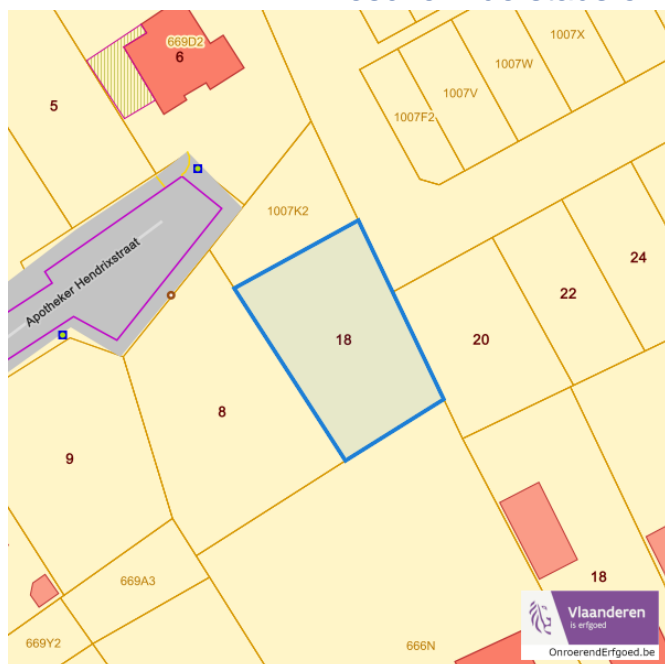 1007X
669D2
6
1007W
1007V
5
1007F2
1007K2
24
22
Apotheker Hendrixstraat
18
20
8
9
669A3
18
Vlaanderen
is erfgoed
669Y2
666N
OnroerendErfgoed.be